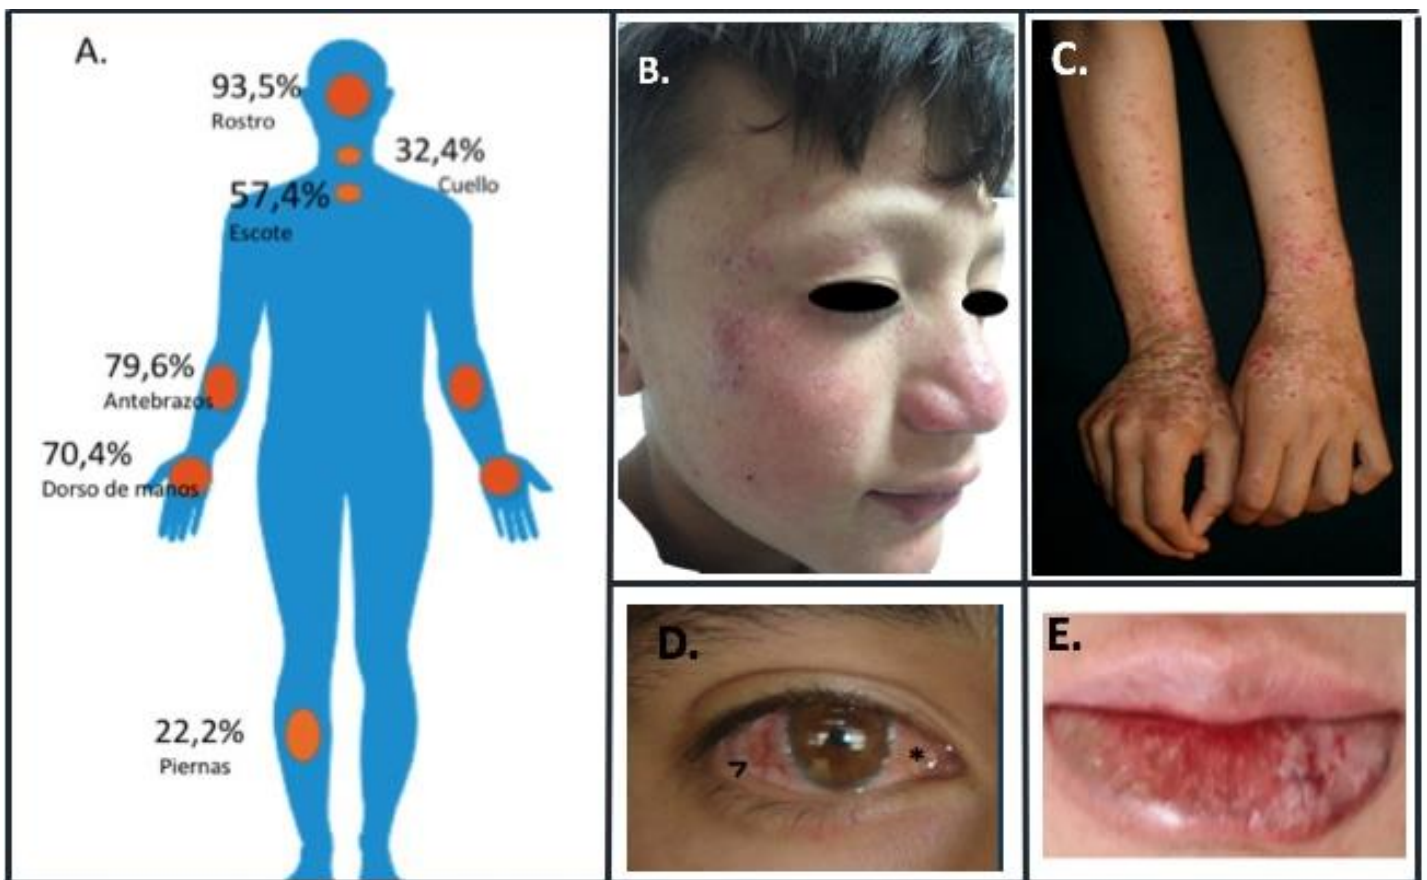 A.
93,5%
Rostro
32,4%
Cuello
57,4%
Escote
79,6%
Antebrazos
70,4%
Dorso de manos
22,2%
Piernas
B.
C.
D.
>
*
E.